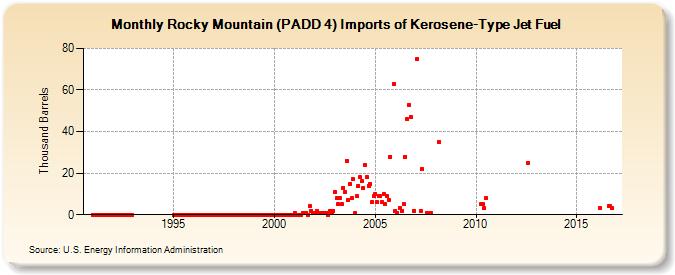 Monthly Rocky Mountain (PADD 4) Imports of Kerosene-Type Jet Fuel
Thousand Barrels
80
60
40
20
0
1995 2000 2005 2010 2015
Source: U.S. Energy Information Administration